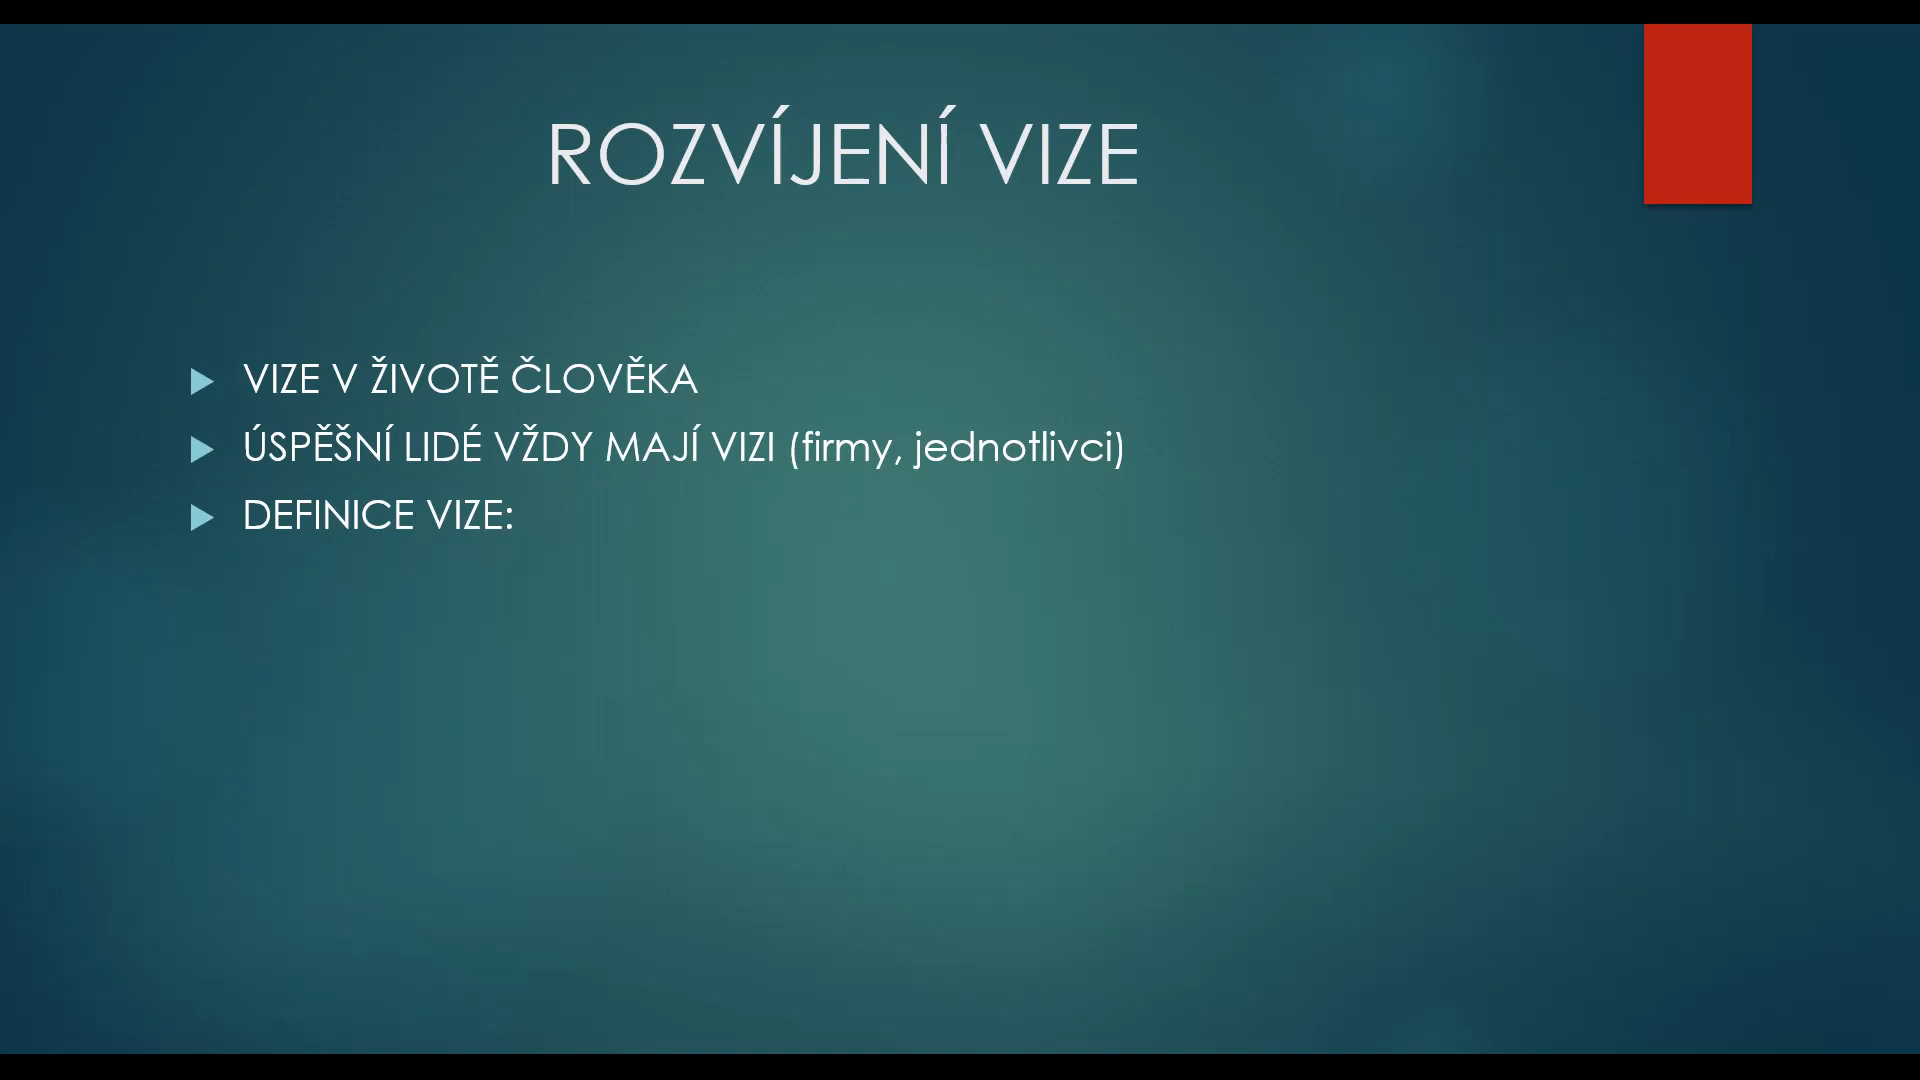 ROZVÍJENÍ VIZE
VIZE V ŽIVOTĚ ČLOVĚKA
ÚSPĚŠNÍ LIDÉ VŽDY MAJÍ VIZI (firmy, jednotlivci)
DEFINICE VIZE: